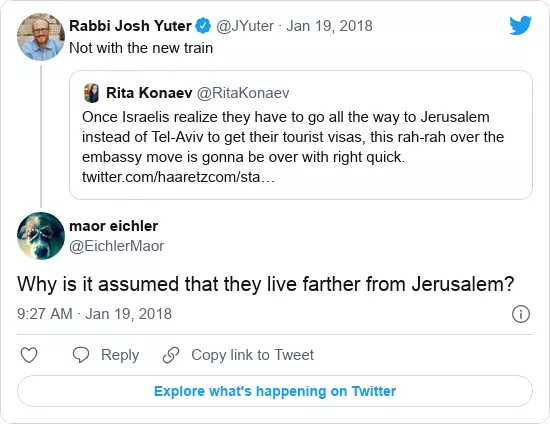 Rabbi Josh Yuter @JYuter · Jan 19, 2018
Not with the new train
Rita Konaev @RitaKonaev
Once Israelis realize they have to go all the way to Jerusalem
instead of Tel-Aviv to get their tourist visas, this rah-rah over the
embassy move is gonna be over with right quick.
twitter.com/haaretzcom/sta…
maor eichler
@EichlerMaor
Why is it assumed that they live farther from Jerusalem?
9:27 AM · Jan 19, 2018
Reply Copy link to Tweet
Explore what's happening on Twitter